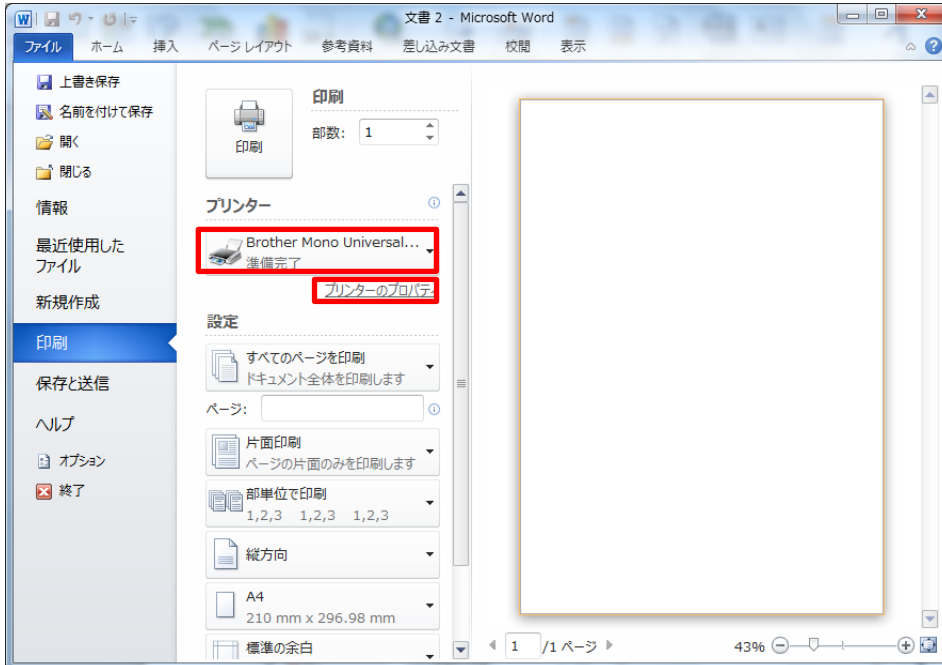 文書 2 - Microsoft Word
ファイル ホーム 挿入 ページ レイアウト 参考資料 差し込み文書 校閲 表示
上書き保存
名前を付けて保存
開く
閉じる
情報
最近使用した
ファイル
新規作成
印刷
保存と送信
ヘルプ
オプション
終了
印刷
印刷
部数: 1
プリンター
Brother Mono Universal...
準備完了
プリンターのプロパティ
設定
すべてのページを印刷
ドキュメント全体を印刷します
ページ:
片面印刷
ページの片面のみを印刷します
部単位で印刷
1,2,3 1,2,3 1,2,3
縦方向
A4
210 mm x 296.98 mm
標準の余白
1 /1 ページ
43%